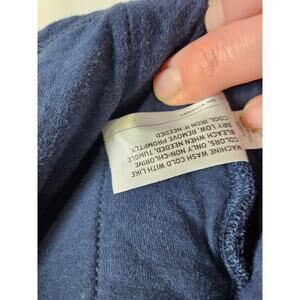 MACHINE WASH COLD WITH LIKE
COLORS, ONLY NON-CHLORINE
BLEACH WHEN NEEDED, TUMBLE
DRY LOW, REMOVE PROMPTLY,
COOL IRON IF NEEDED